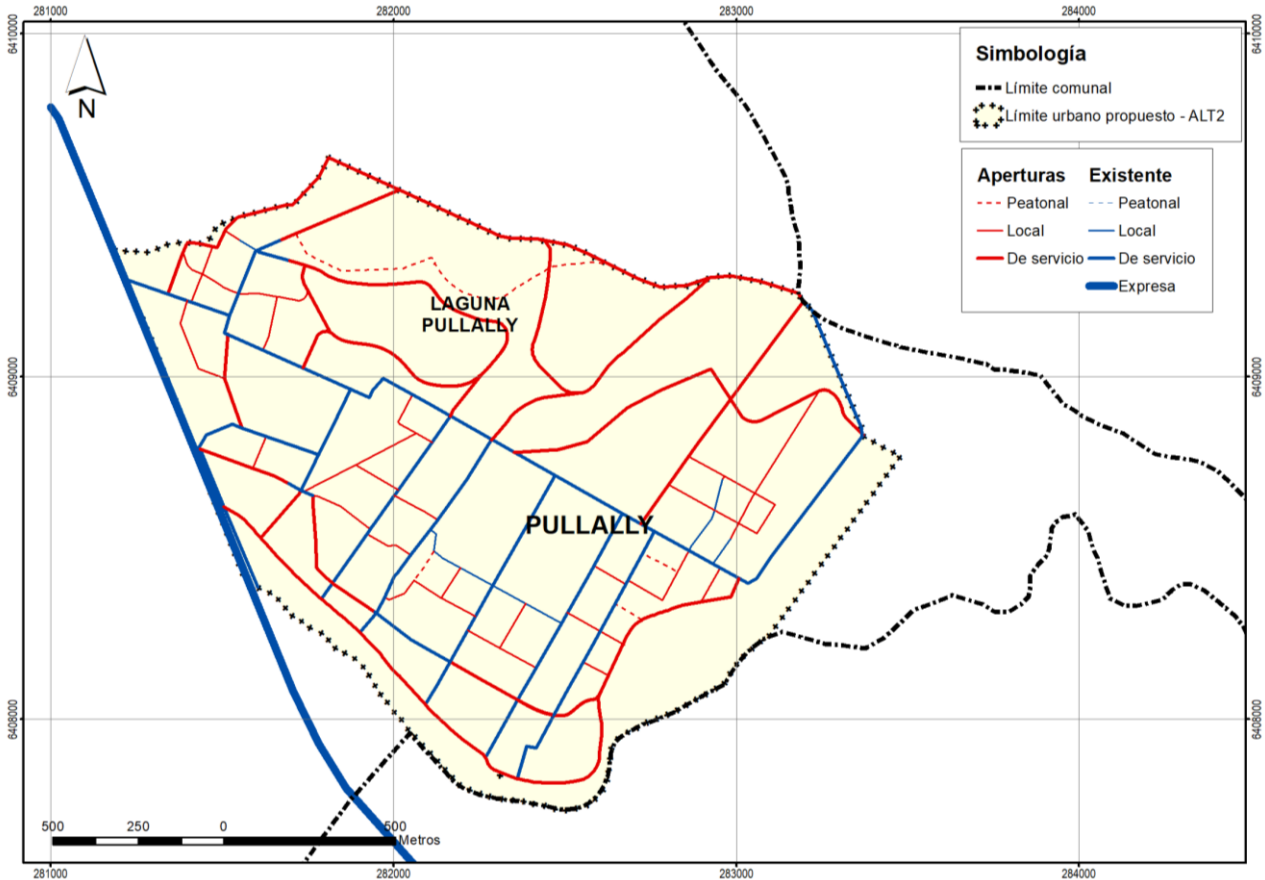 281000 282000 283000 284000
6410000 6410000
N
Simbología
Límite comunal
Límite urbano propuesto - ALT2
Aperturas Existente
Peatonal Peatonal
Local Local
De servicio De servicio
Expresa
LAGUNA
PULLALLY
6409000 6409000
PULLALLY
6408000 6408000
500 250 0 500
Metros
281000 282000 283000 284000